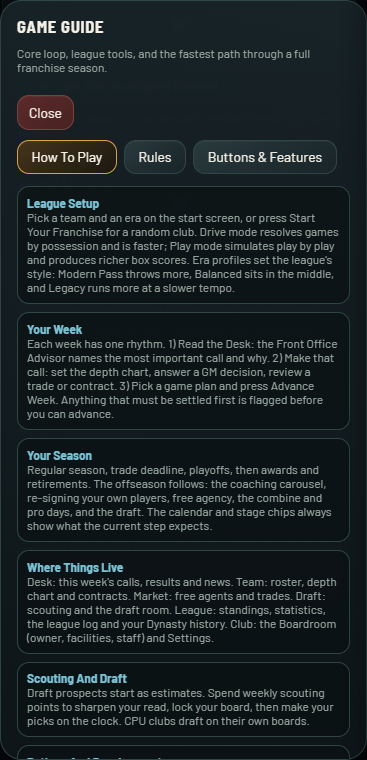 GAME GUIDE
Core loop, league tools, and the fastest path through a full
franchise season.
Close
How To Play
Rules
Buttons & Features
League Setup
Pick a team and an era on the start screen, or press Start
Your Franchise for a random club. Drive mode resolves games
by possession and is faster; Play mode simulates play by play
and produces richer box scores. Era profiles set the league's
style: Modern Pass throws more, Balanced sits in the middle,
and Legacy runs more at a slower tempo.
Your Week
Each week has one rhythm. 1) Read the Desk: the Front Office
Advisor names the most important call and why. 2) Make that
call: set the depth chart, answer a GM decision, review a
trade or contract. 3) Pick a game plan and press Advance
Week. Anything that must be settled first is flagged before
you can advance.
Your Season
Regular season, trade deadline, playoffs, then awards and
retirements. The offseason follows: the coaching carousel,
re-signing your own players, free agency, the combine and
pro days, and the draft. The calendar and stage chips always
show what the current step expects.
Where Things Live
Desk: this week's calls, results and news. Team: roster, depth
chart and contracts. Market: free agents and trades. Draft:
scouting and the draft room. League: standings, statistics,
the league log and your Dynasty history. Club: the Boardroom
(owner, facilities, staff) and Settings.
Scouting And Draft
Draft prospects start as estimates. Spend weekly scouting
points to sharpen your read, lock your board, then make your
picks on the clock. CPU clubs draft on their own boards.